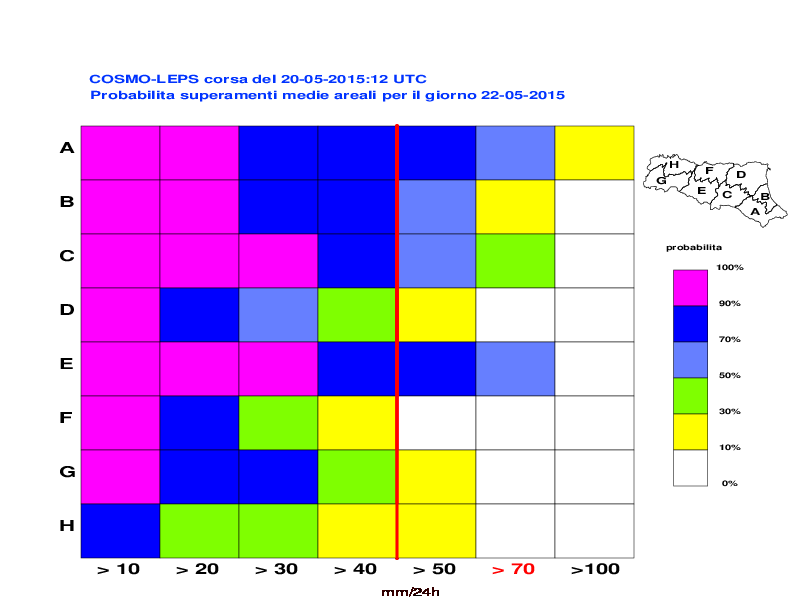 COSMO-LEPS corsa del 20-05-2015:12 UTC
Probabilita superamenti medie areali per il giorno 22-05-2015
A
B
C
D
E
F
G
H
> 10 > 20 > 30 > 40 > 50 > 70 >100
mm/24h
H F D
G E C B
A
probabilita
100%
90%
70%
50%
30%
10%
0%